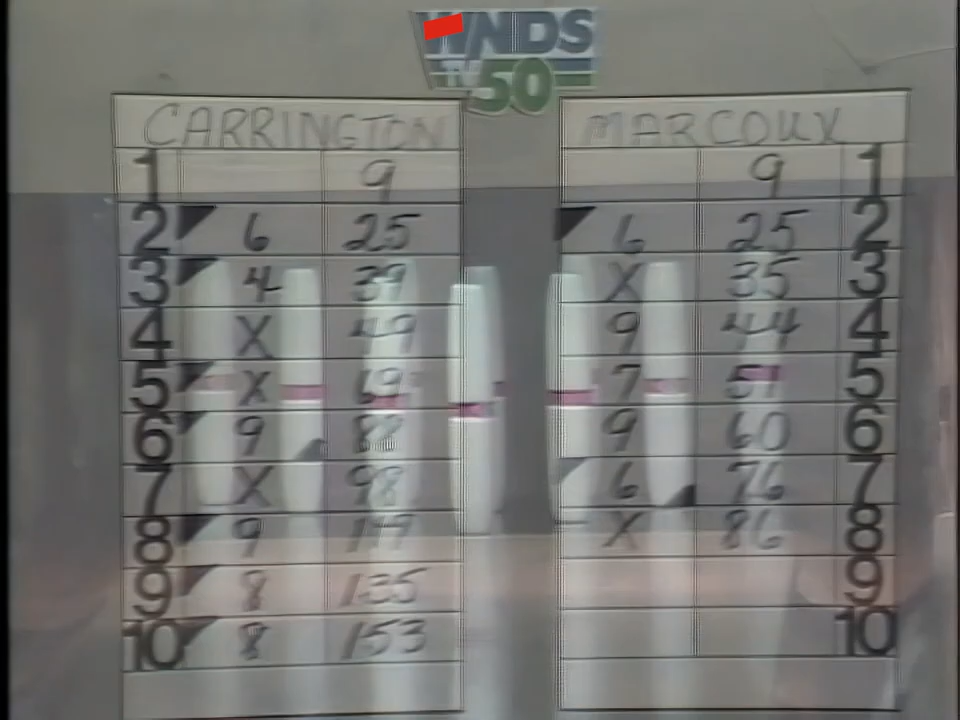 WNDS
TV 50
CARRINGTON
1 9
2 6 25
3 4 39
4 X 49
5 X 69
6 9 88
7 X 98
8 9 117
9 8 135
10 8 153
MARCOUX
9 1
6 25 2
X 35 3
9 44 4
7 51 5
9 60 6
6 76 7
X 86 8
9
10